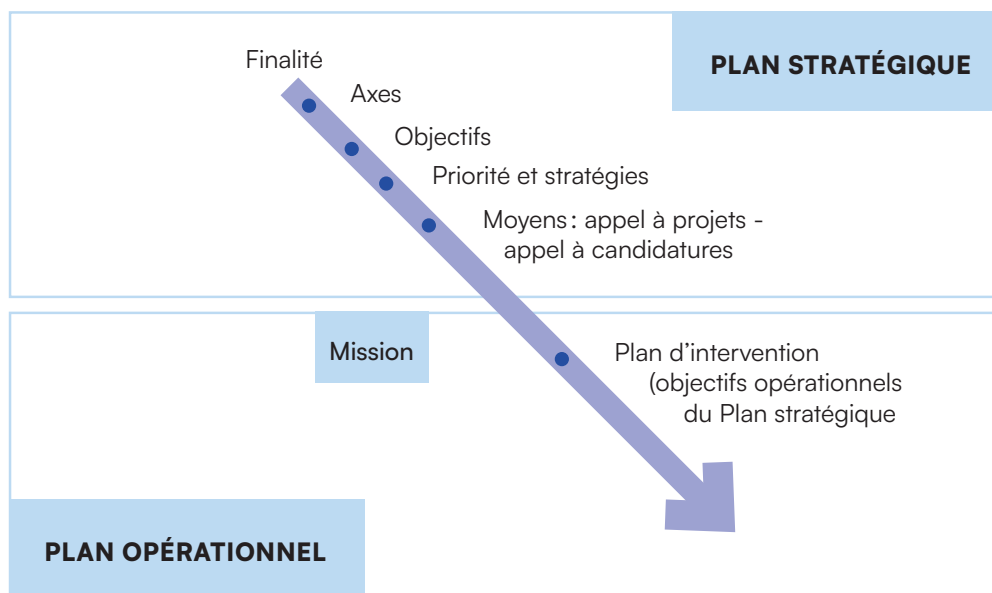 Finalité
PLAN STRATÉGIQUE
Axes
Objectifs
Priorité et stratégies
Moyens : appel à projets -
appel à candidatures
Mission
Plan d’intervention
(objectifs opérationnels
du Plan stratégique
PLAN OPÉRATIONNEL